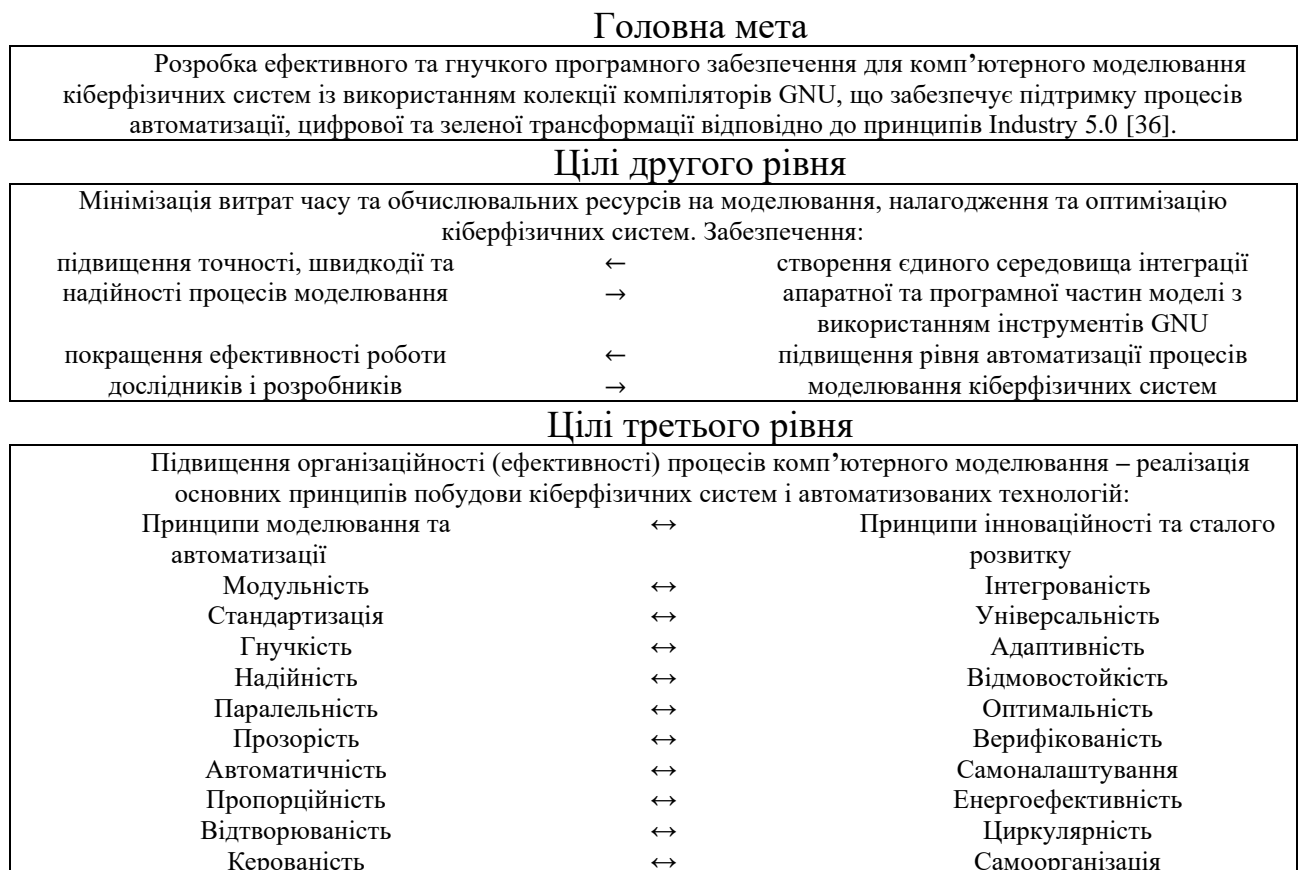 Головна мета
Розробка ефективного та гнучкого програмного забезпечення для комп’ютерного моделювання
кіберфізичних систем із використанням колекції компіляторів GNU, що забезпечує підтримку процесів
автоматизації, цифрової та зеленої трансформації відповідно до принципів Industry 5.0 [36].
Цілі другого рівня
Мінімізація витрат часу та обчислювальних ресурсів на моделювання, налагодження та оптимізацію
кіберфізичних систем. Забезпечення:
підвищення точності, швидкодії та ← створення єдиного середовища інтеграції
надійності процесів моделювання → апаратної та програмної частин моделі з
використанням інструментів GNU
покращення ефективності роботи ← підвищення рівня автоматизації процесів
дослідників і розробників → моделювання кіберфізичних систем
Цілі третього рівня
Підвищення організаційності (ефективності) процесів комп’ютерного моделювання – реалізація
основних принципів побудови кіберфізичних систем і автоматизованих технологій:
Принципи моделювання та ↔ Принципи інноваційності та сталого
автоматизації розвитку
Модульність ↔ Інтегрованість
Стандартизація ↔ Універсальність
Гнучкість ↔ Адаптивність
Надійність ↔ Відмовостойкість
Паралельність ↔ Оптимальність
Прозорість ↔ Верифікованість
Автоматичність ↔ Самоналаштування
Пропорційність ↔ Енергоефективність
Відтворюваність ↔ Циркулярність
Керованість ↔ Самоорганізація